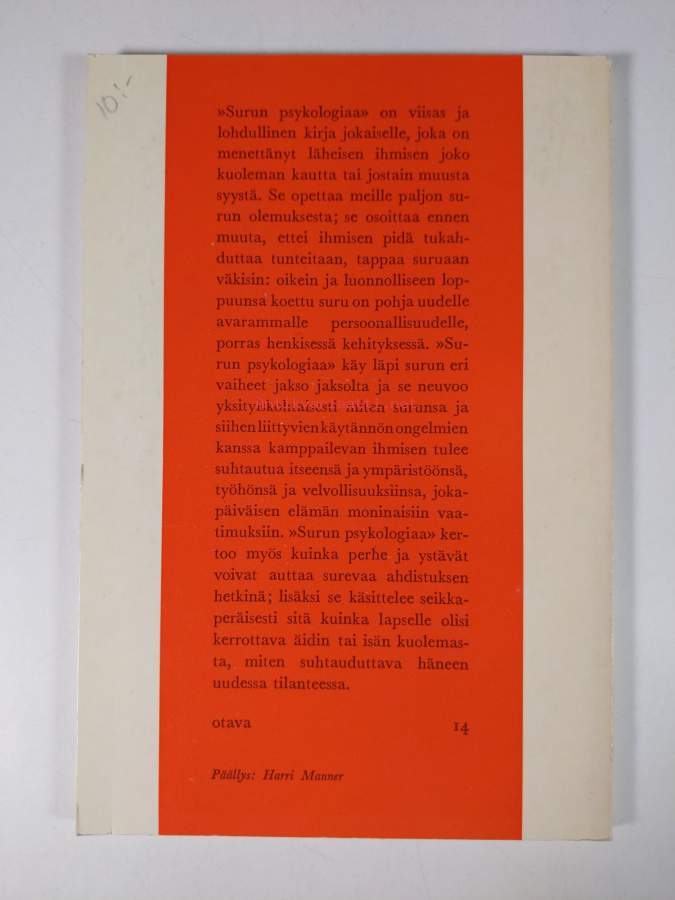 10:-
»Surun psykologiaa» on viisas ja
lohdullinen kirja jokaiselle, joka on
menettänyt läheisen ihmisen joko
kuoleman kautta tai jostain muusta
syystä. Se opettaa meille paljon su-
run olemuksesta; se osoittaa ennen
muuta, ettei ihmisen pidä tukah-
duttaa tunteitaan, tappaa suruaan
väkisin: oikein ja luonnolliseen lop-
puunsa koettu suru on pohja uudelle
avarammalle persoonallisuudelle,
porras henkisessä kehityksessä. »Su-
run psykologiaa» käy läpi surun eri
vaiheet jakso jaksolta ja se neuvoo
yksityiskohtaisesti miten surunsa ja
siihen liittyvien käytännön ongelmien
kanssa kamppailevan ihmisen tulee
suhtautua itseensä ja ympäristöönsä,
työhönsä ja velvollisuuksiinsa, joka-
päiväisen elämän moninaisiin vaa-
timuksiin. »Surun psykologiaa» ker-
too myös kuinka perhe ja ystävät
voivat auttaa surevaa ahdistuksen
hetkinä; lisäksi se käsittelee seikka-
peräisesti sitä kuinka lapselle olisi
kerrottava äidin tai isän kuolemas-
ta, miten suhtauduttava häneen
uudessa tilanteessa.
otava 14
Päällys: Harri Manner